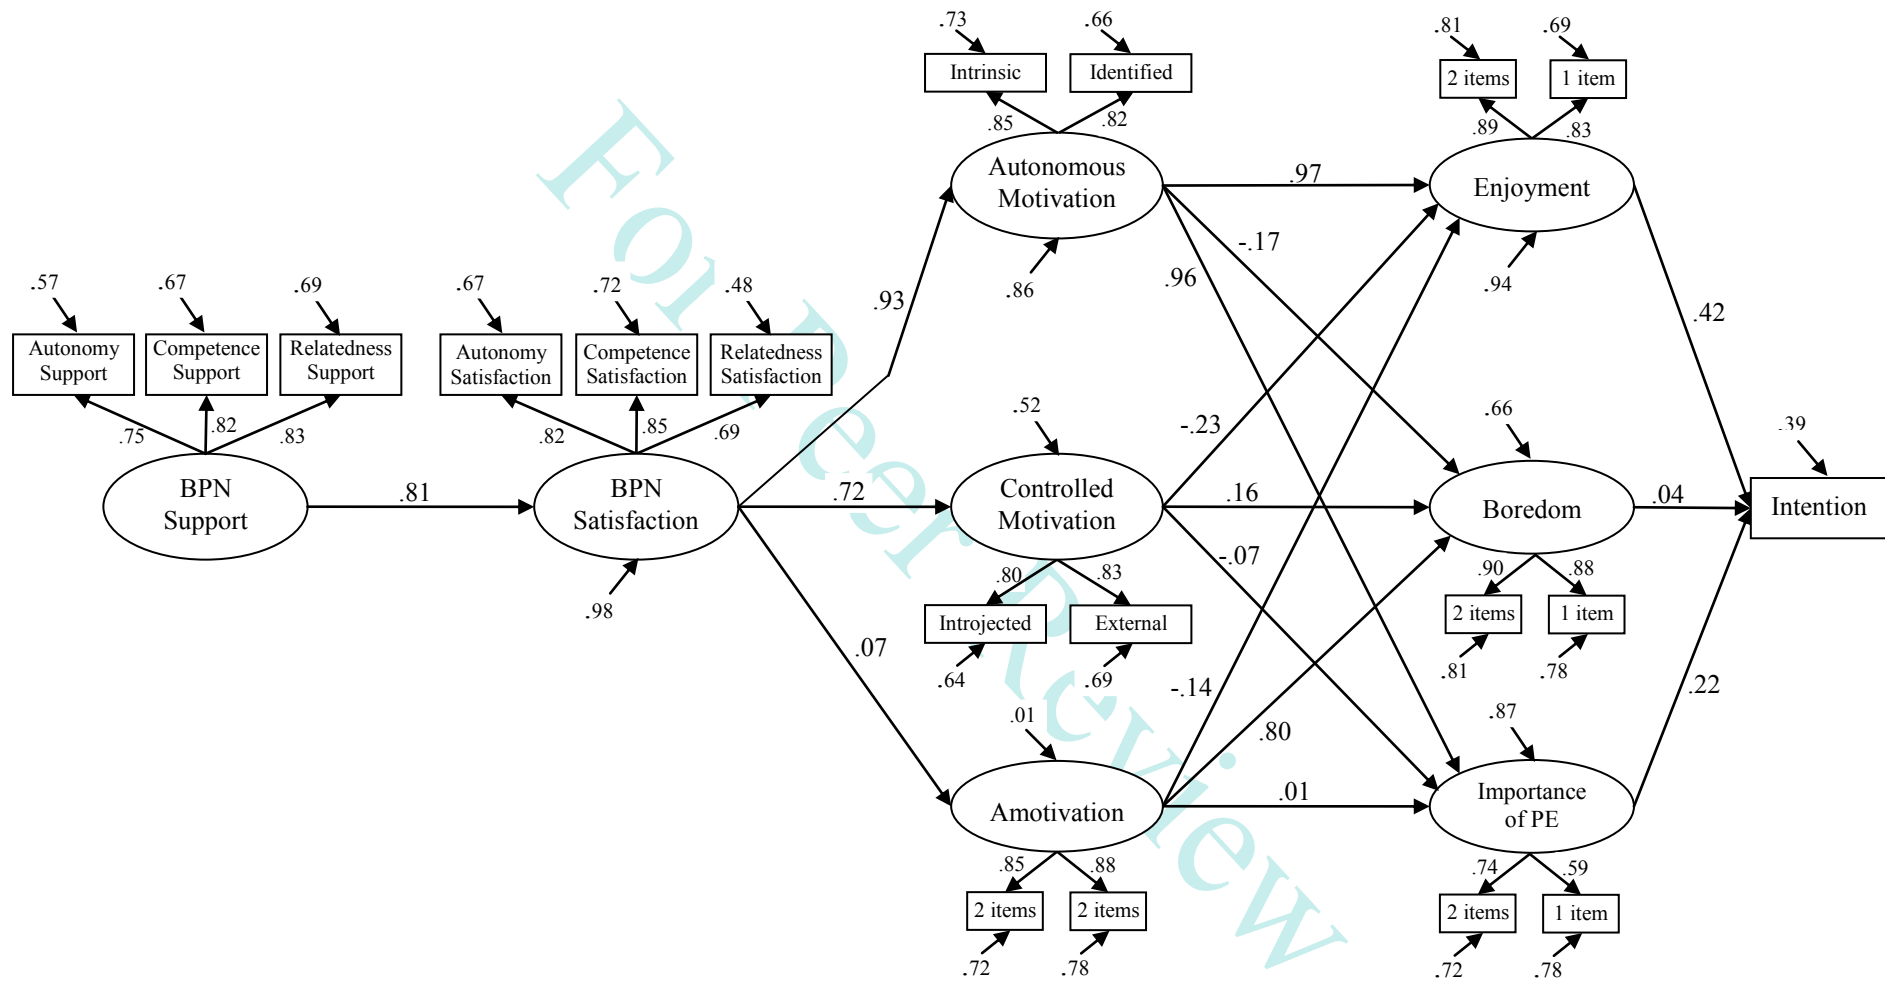 .73
.66
.81
.69
Intrinsic
Identified
2 items
1 item
.85
.82
.89
.83
Autonomous
Motivation
.97
Enjoyment
-.17
.96
.86
.94
.93
.42
.57
.67
.69
.67
.72
.48
Autonomy
Support
Competence
Support
Relatedness
Support
Autonomy
Satisfaction
Competence
Satisfaction
Relatedness
Satisfaction
.75
.82
.83
.82
.85
.69
.52
-.23
.66
.39
BPN
Support
.81
BPN
Satisfaction
.72
Controlled
Motivation
.16
Boredom
.04
Intention
-.07
.98
.80
.83
.90
.88
Introjected
External
2 items
1 item
.64
.69
.81
.78
.07
-.14
.80
.22
.01
.87
Amotivation
.01
Importance
of PE
.85
.88
.74
.59
2 items
2 items
2 items
1 item
.72
.78
.72
.78
For Peer Review